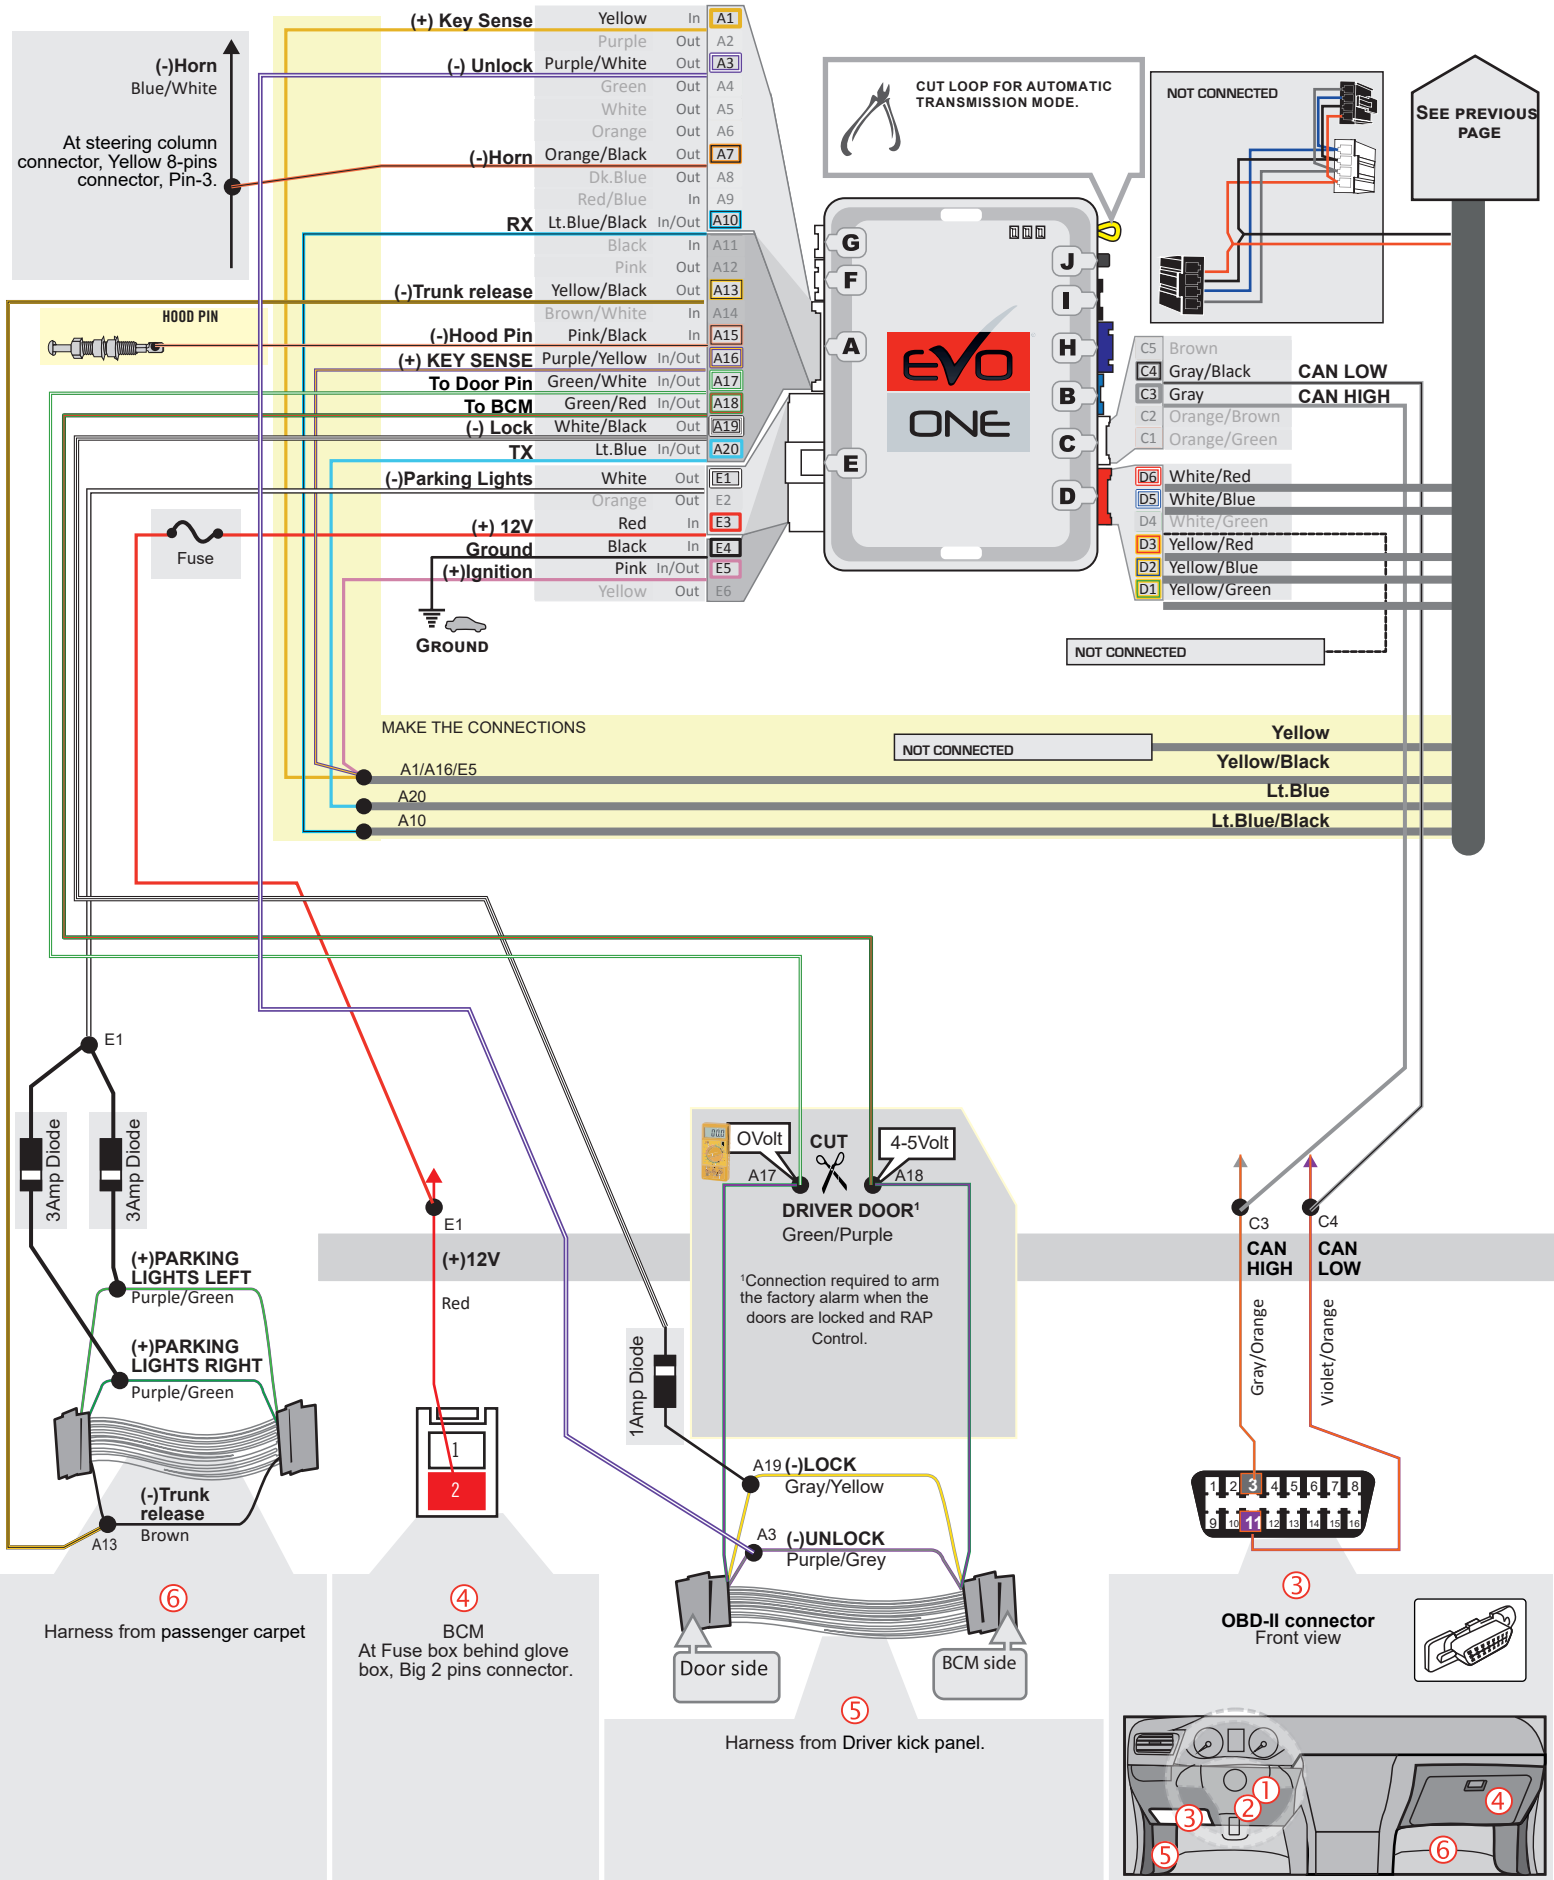 (-)Horn
Blue/White
At steering column
connector, Yellow 8-pins
connector, Pin-3.
HOOD PIN
(+) Key Sense Yellow In A1
Purple Out A2
(-) Unlock Purple/White Out A3
Green Out A4
White Out A5
Orange Out A6
(-)Horn Orange/Black Out A7
Dk.Blue Out A8
Red/Blue In A9
RX Lt.Blue/Black In/Out A10
Black In A11
Pink Out A12
(-)Trunk release Yellow/Black Out A13
Brown/White In A14
(-)Hood Pin Pink/Black In A15
(+) KEY SENSE Purple/Yellow In/Out A16
To Door Pin Green/White In/Out A17
To BCM Green/Red In/Out A18
(-) Lock White/Black Out A19
TX Lt.Blue In/Out A20
(-)Parking Lights White Out E1
Orange Out E2
(+) 12V Red In E3
Ground Black In E4
(+)Ignition Pink In/Out E5
Yellow Out E6
Fuse
GROUND
CUT LOOP FOR AUTOMATIC
TRANSMISSION MODE.
G
F
A
E
J
I
H
B
C
D
EVO
ONE
NOT CONNECTED
SEE PREVIOUS
PAGE
C5 Brown
C4 Gray/Black CAN LOW
C3 Gray CAN HIGH
C2 Orange/Brown
C1 Orange/Green
D6 White/Red
D5 White/Blue
D4 White/Green
D3 Yellow/Red
D2 Yellow/Blue
D1 Yellow/Green
NOT CONNECTED
MAKE THE CONNECTIONS
NOT CONNECTED
Yellow
A1/A16/E5
Yellow/Black
A20
Lt.Blue
A10
Lt.Blue/Black
E1
3Amp Diode
3Amp Diode
(+)PARKING
LIGHTS LEFT
Purple/Green
(+)PARKING
LIGHTS RIGHT
Purple/Green
(-)Trunk
release
Brown
A13
6
Harness from passenger carpet
E1
(+)12V
Red
1
2
4
BCM
At Fuse box behind glove
box, Big 2 pins connector.
OVolt
CUT
4-5Volt
A17
A18
DRIVER DOOR1
Green/Purple
1Connection required to arm
the factory alarm when the
doors are locked and RAP
Control.
1Amp Diode
A19 (-)LOCK
Gray/Yellow
A3 (-)UNLOCK
Purple/Grey
Door side
BCM side
5
Harness from Driver kick panel.
C3
C4
CAN
HIGH
CAN
LOW
Gray/Orange
Violet/Orange
1 2 3 4 5 6 7 8
9 10 11 12 13 14 15 16
3
OBD-II connector
Front view
1
2
3
4
5
6